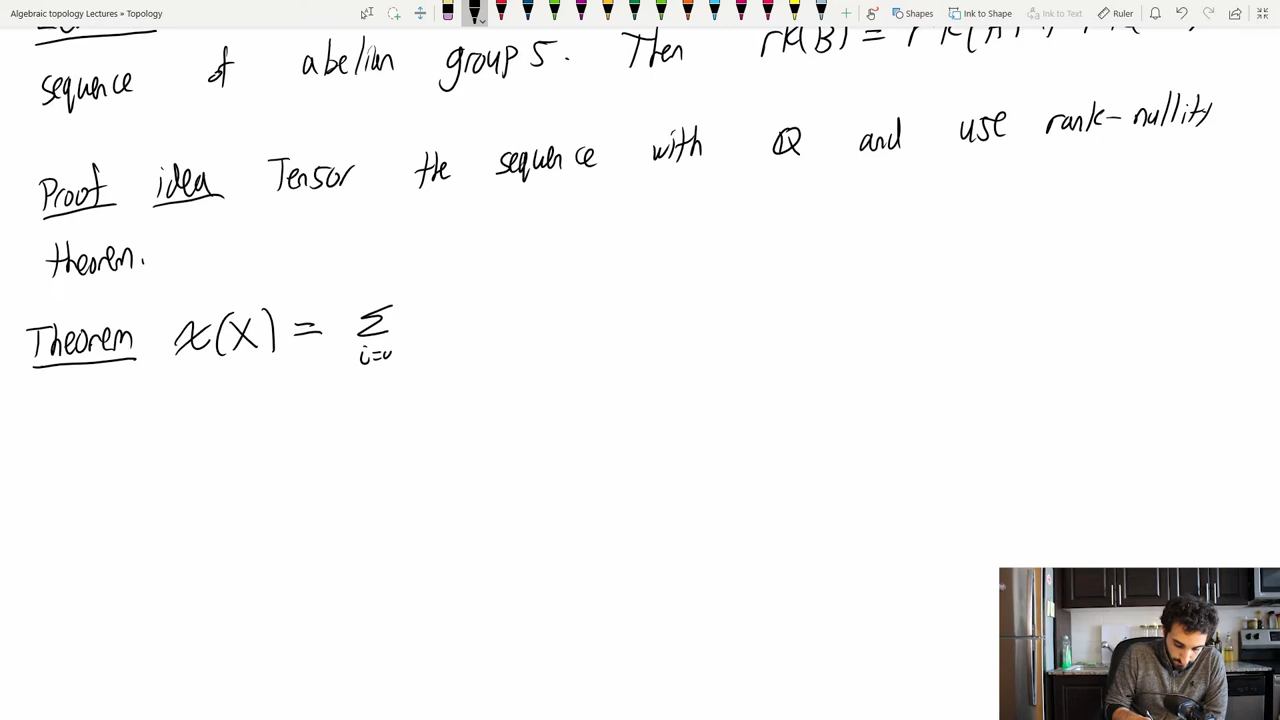 Algebraic topology Lectures » Topology
Shapes Ink to Shape Ink to Text Ruler
sequence of abelian groups. Then rk(B) =
Proof idea Tensor the sequence with Q and use rank-nullity
theorem.
Theorem χ(X) = Σ
i=0